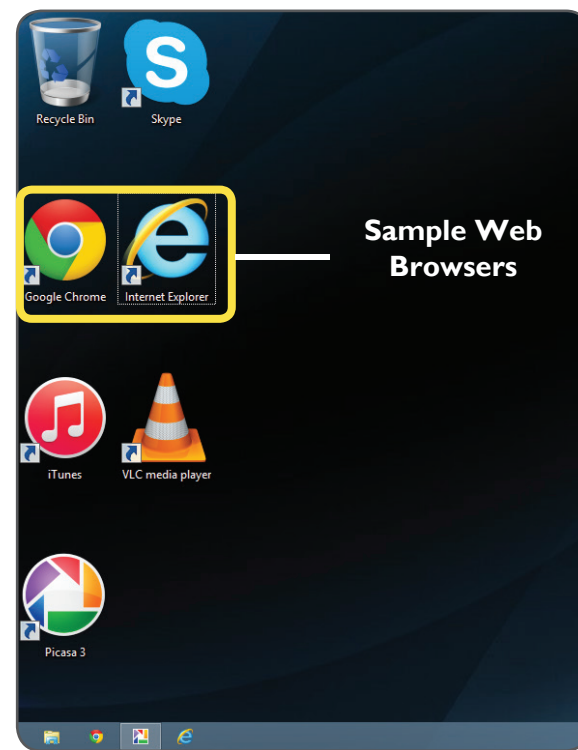 Recycle Bin
Skype
Google Chrome
Internet Explorer
Sample Web
Browsers
iTunes
VLC media player
Picasa 3